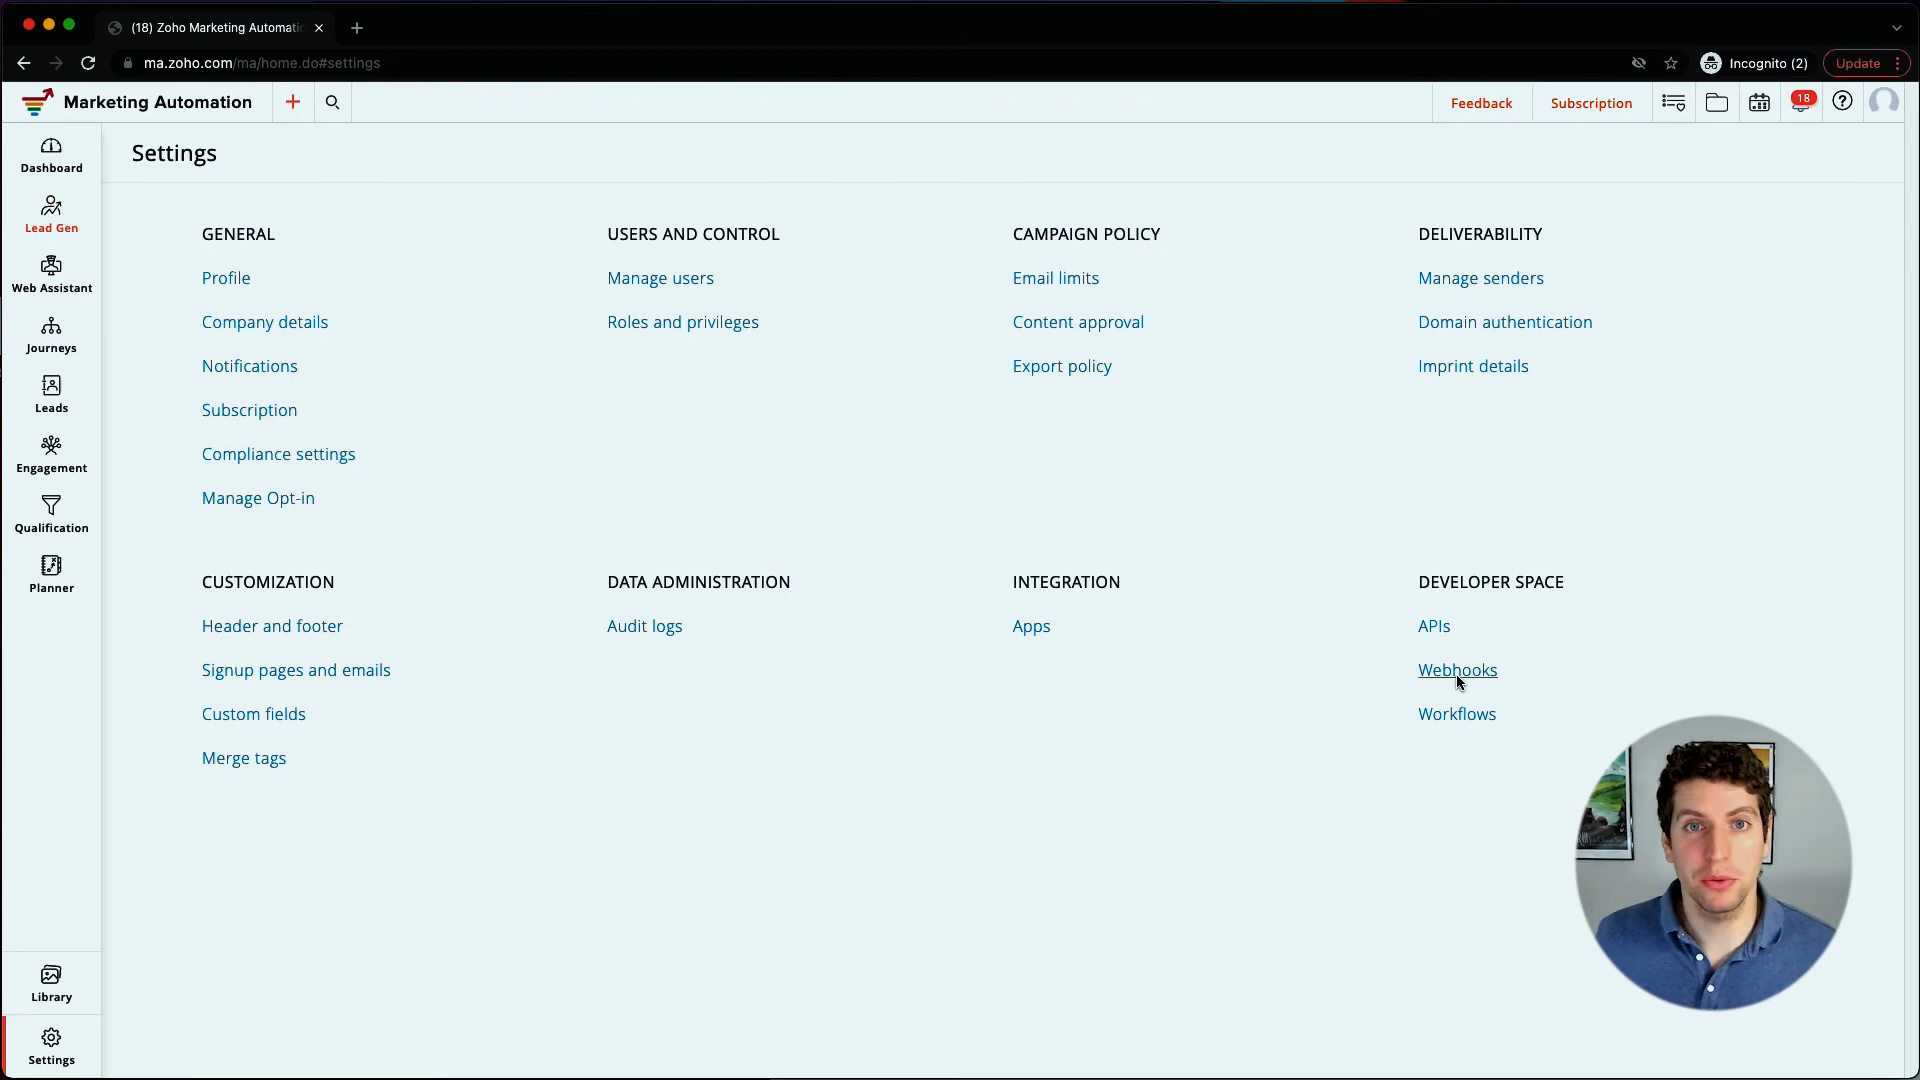 (18) Zoho Marketing Automati
ma.zoho.com/ma/home.do#settings
Incognito (2)
Update
Marketing Automation
Feedback
Subscription
18
Dashboard
Lead Gen
Web Assistant
Journeys
Leads
Engagement
Qualification
Planner
Library
Settings
Settings
GENERAL
Profile
Company details
Notifications
Subscription
Compliance settings
Manage Opt-in
USERS AND CONTROL
Manage users
Roles and privileges
CAMPAIGN POLICY
Email limits
Content approval
Export policy
DELIVERABILITY
Manage senders
Domain authentication
Imprint details
CUSTOMIZATION
Header and footer
Signup pages and emails
Custom fields
Merge tags
DATA ADMINISTRATION
Audit logs
INTEGRATION
Apps
DEVELOPER SPACE
APIs
Webhooks
Workflows